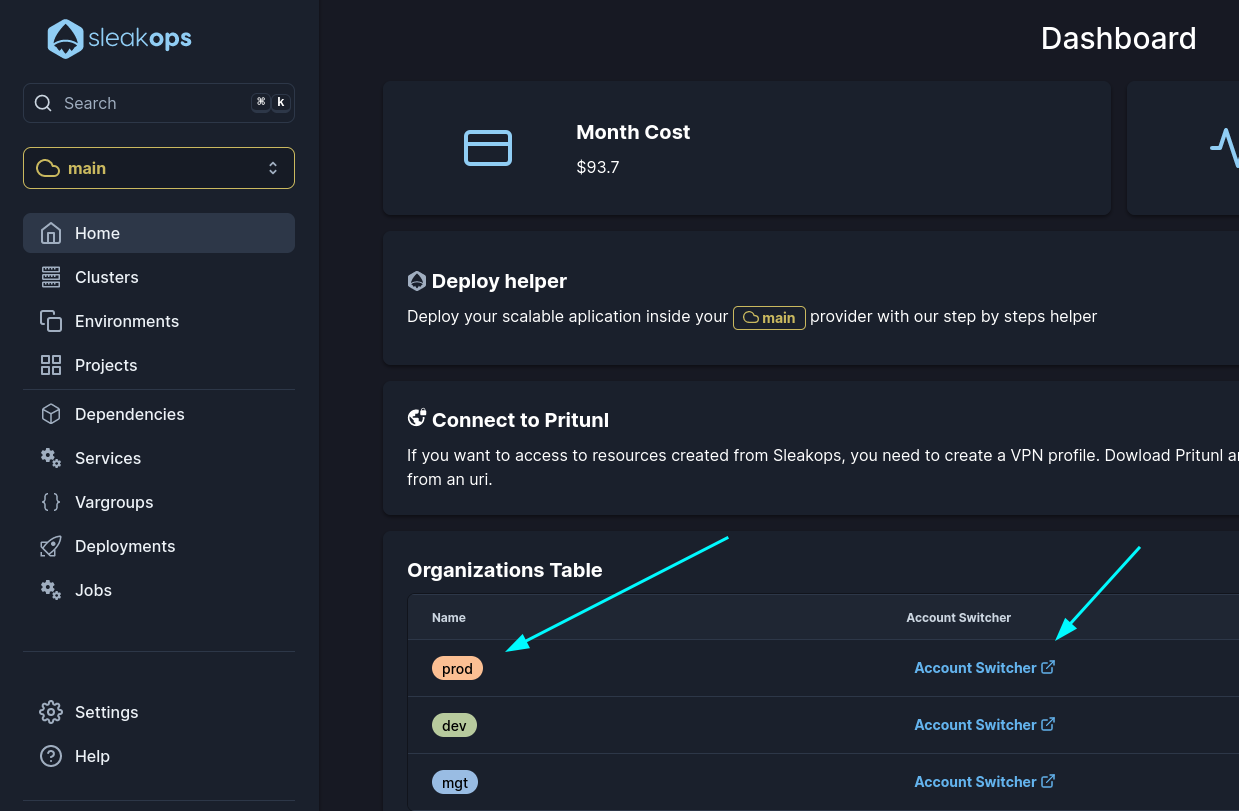 sleakops
Search ⌘ k
main
Home
Clusters
Environments
Projects
Dependencies
Services
Vargroups
Deployments
Jobs
Settings
Help
Dashboard
Month Cost
$93.7
Deploy helper
Deploy your scalable aplication inside your main provider with our step by steps helper
Connect to Pritunl
If you want to access to resources created from Sleakops, you need to create a VPN profile. Dowload Pritunl
from an uri.
Organizations Table
Name Account Switcher
prod Account Switcher
dev Account Switcher
mgt Account Switcher